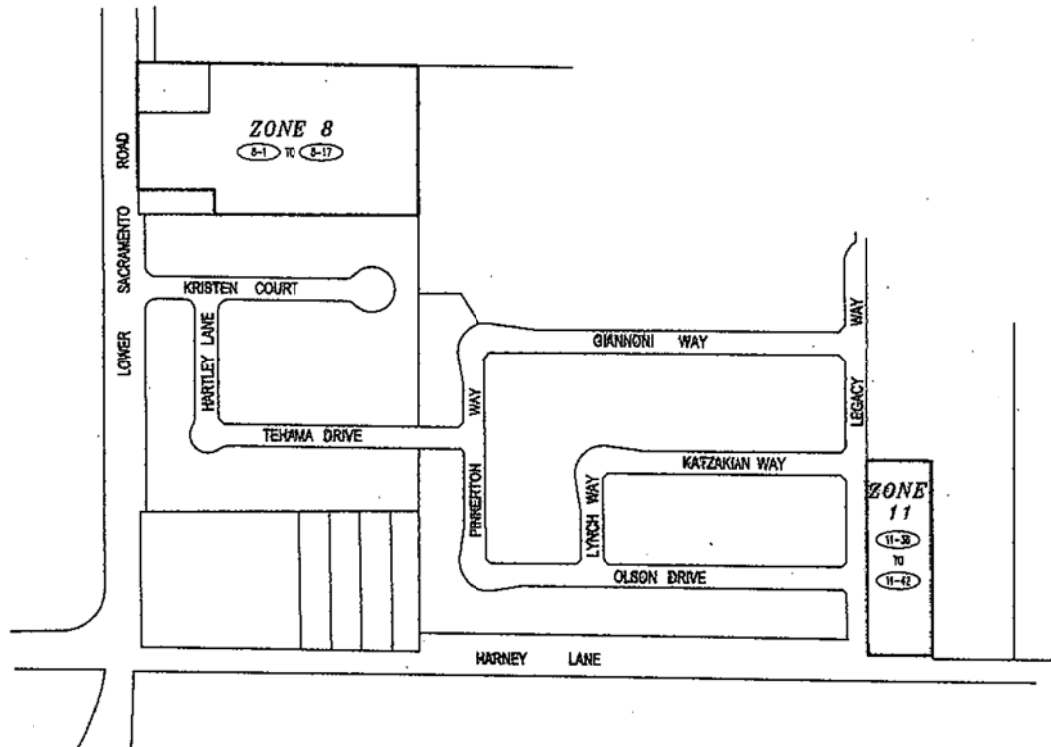 ZONE 8
8-1 TO 8-17
LOWER SACRAMENTO ROAD
KRISTEN COURT
HARTLEY LANE
TEHAMA DRIVE
GIANNONI WAY
PINKERTON WAY
LEGACY WAY
KATZAKIAN WAY
LYNCH WAY
OLSON DRIVE
ZONE
11
11-38
TO
11-42
HARNEY LANE